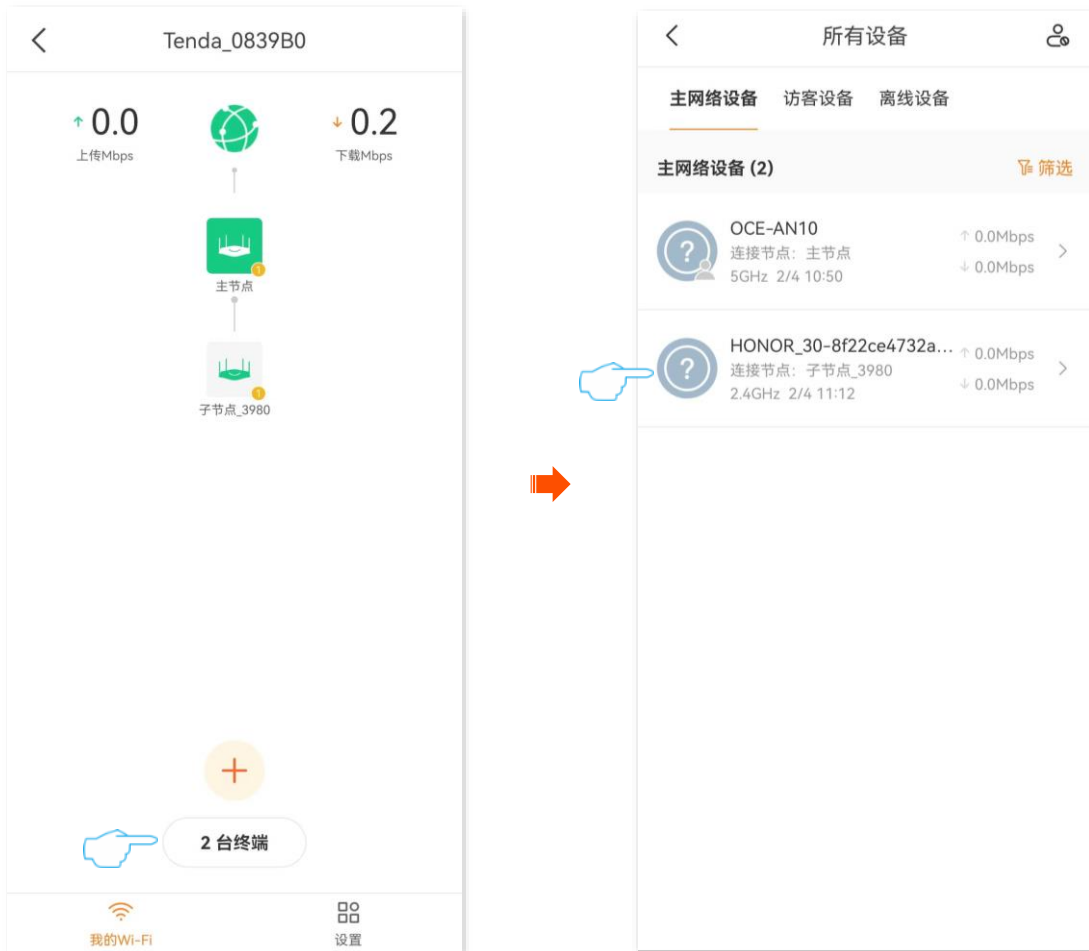 Tenda_0839B0
0.0
上传Mbps
0.2
下载Mbps
1
主节点
1
子节点_3980
2 台终端
我的Wi-Fi
设置
所有设备
主网络设备 访客设备 离线设备
主网络设备 (2) 筛选
OCE-AN10
连接节点：主节点
5GHz 2/4 10:50
↑ 0.0Mbps
↓ 0.0Mbps
HONOR_30-8f22ce4732a...
连接节点：子节点_3980
2.4GHz 2/4 11:12
↑ 0.0Mbps
↓ 0.0Mbps